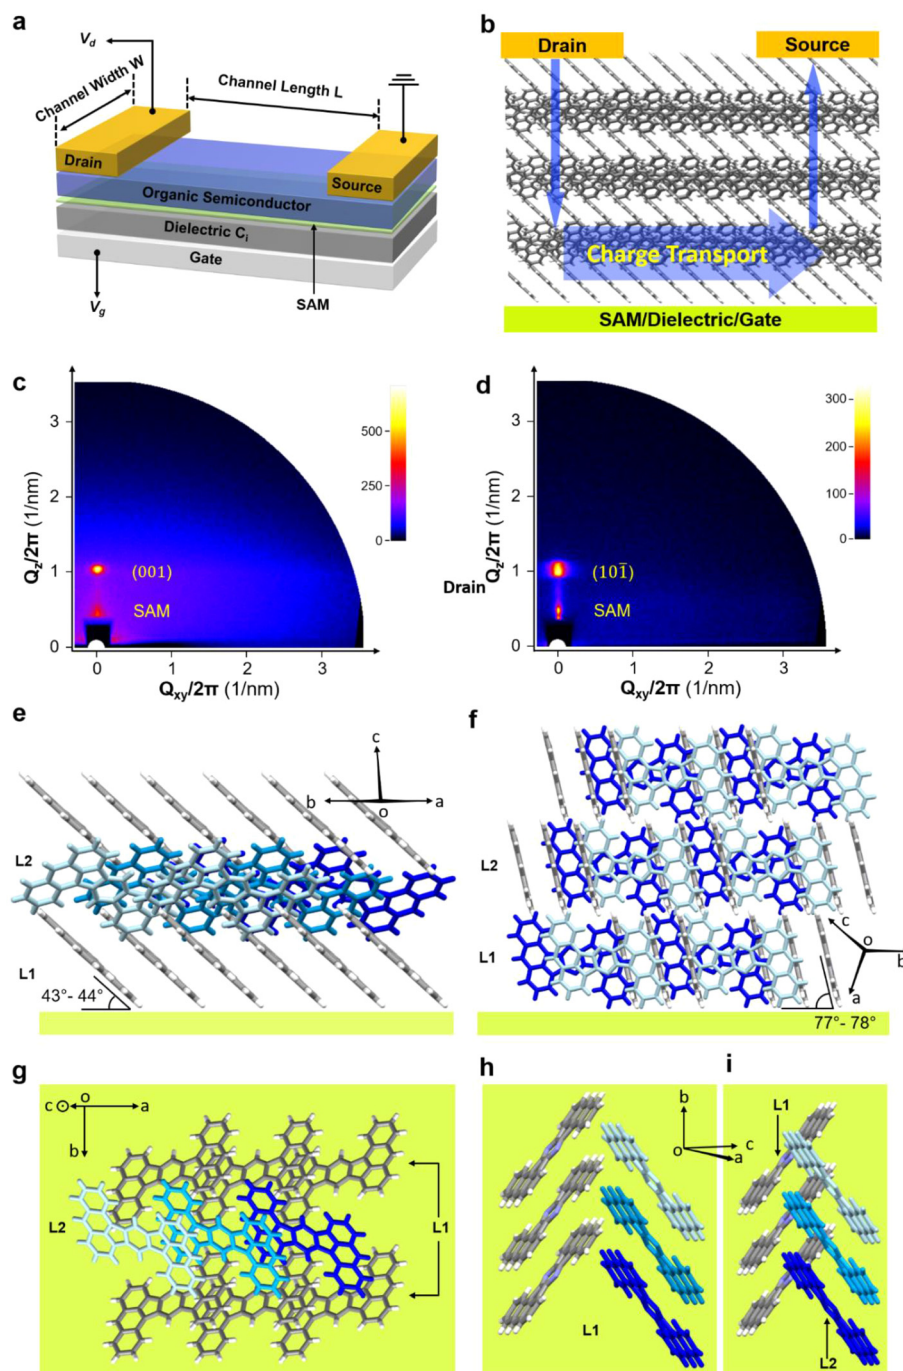 a
V_d
Channel Width W
Channel Length L
Drain
Source
Organic Semiconductor
Dielectric C_i
Gate
V_g
SAM
b
Drain
Source
Charge Transport
SAM/Dielectric/Gate
c
Q_z/2π (1/nm)
3
2
1
0
500
250
0
(001)
SAM
0
1
2
3
Q_xy/2π (1/nm)
d
Drain
Q_z/2π (1/nm)
3
2
1
0
300
200
100
0
(101̄)
SAM
0
1
2
3
Q_xy/2π (1/nm)
e
c
b
o
a
L2
L1
43°- 44°
f
L2
L1
c
o
b
a
77°- 78°
g
c
o
a
b
L2
L1
h
b
c
o
a
L1
i
L1
L2